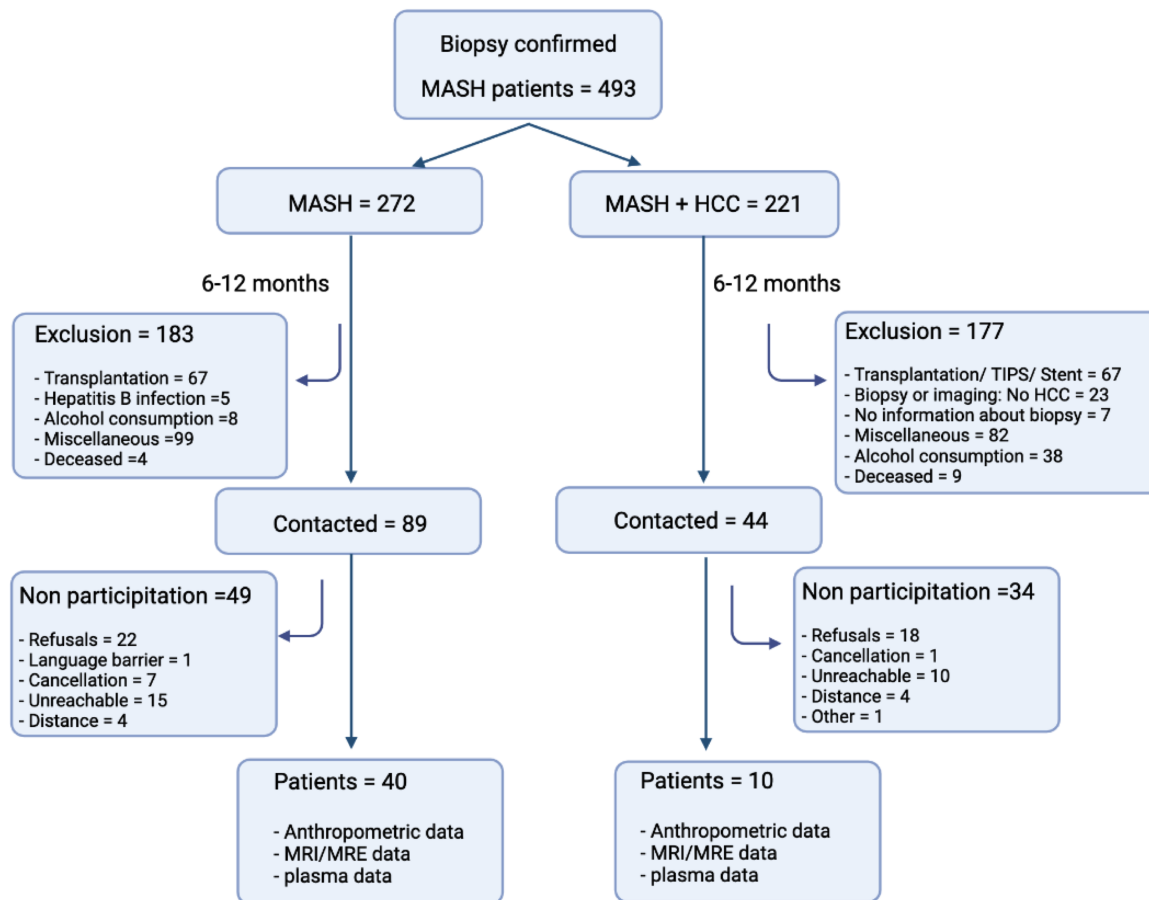 Biopsy confirmed
MASH patients = 493
MASH = 272
MASH + HCC = 221
6-12 months
6-12 months
Exclusion = 183
- Transplantation = 67
- Hepatitis B infection =5
- Alcohol consumption =8
- Miscellaneous =99
- Deceased =4
Exclusion = 177
- Transplantation/ TIPS/ Stent = 67
- Biopsy or imaging: No HCC = 23
- No information about biopsy = 7
- Miscellaneous = 82
- Alcohol consumption = 38
- Deceased = 9
Contacted = 89
Contacted = 44
Non participitation =49
- Refusals = 22
- Language barrier = 1
- Cancellation = 7
- Unreachable = 15
- Distance = 4
Non participitation =34
- Refusals = 18
- Cancellation = 1
- Unreachable = 10
- Distance = 4
- Other = 1
Patients = 40
- Anthropometric data
- MRI/MRE data
- plasma data
Patients = 10
- Anthropometric data
- MRI/MRE data
- plasma data